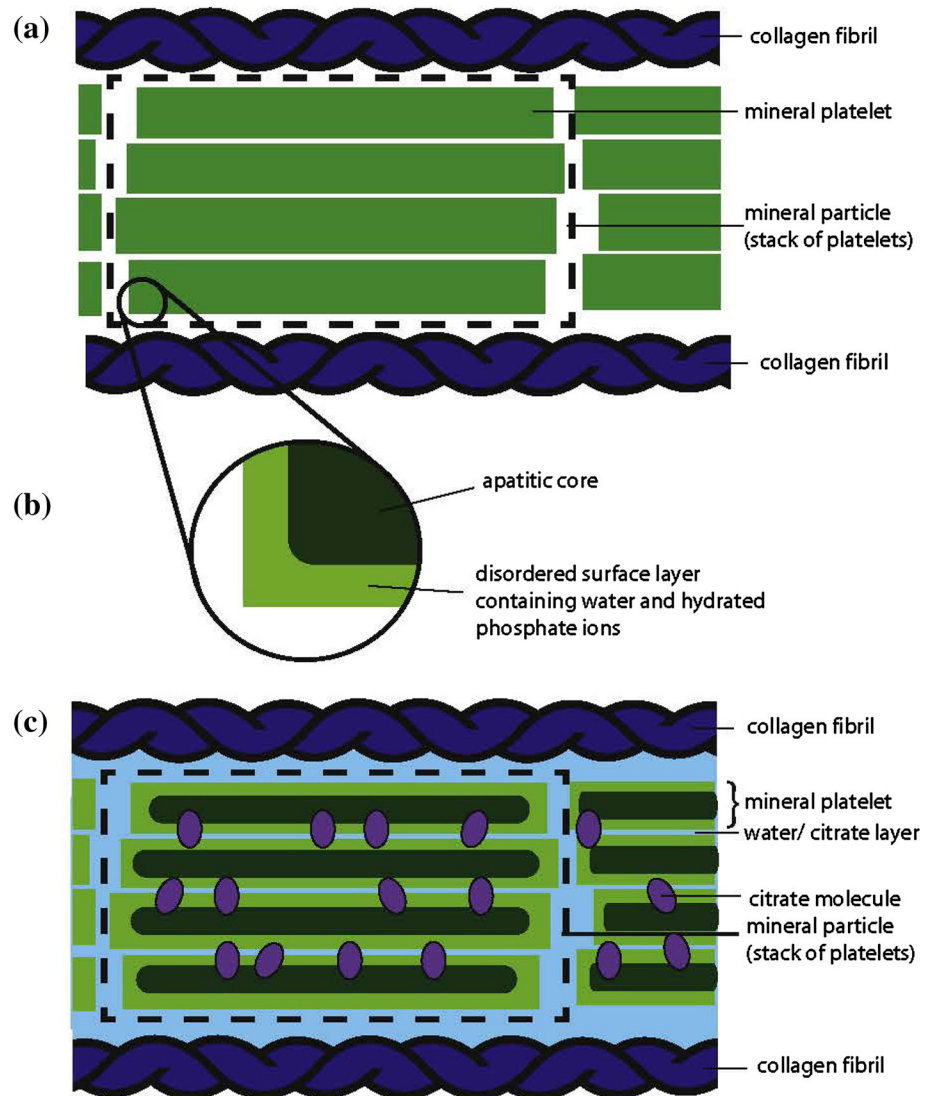 (a)
collagen fibril
mineral platelet
mineral particle
(stack of platelets)
collagen fibril
(b)
apatitic core
disordered surface layer
containing water and hydrated
phosphate ions
(c)
collagen fibril
mineral platelet
water/ citrate layer
citrate molecule
mineral particle
(stack of platelets)
collagen fibril